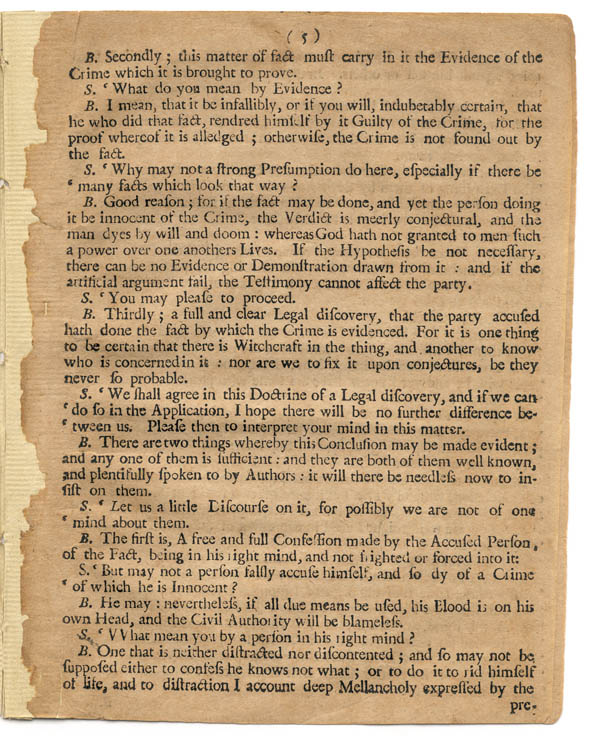 ( 5 )
B. Secondly ; this matter of fact muſt carry in it the Evidence of the
Crime which it is brought to prove.
S. ‘ What do you mean by Evidence ?
B. I mean, that it be infallibly, or if you will, indubetably certain, that
he who did that fact, rendred himſelf by it Guilty of the Crime, for the
proof whereof it is alledged ; otherwiſe, the Crime is not found out by
the fact.
S. ‘ Why may not a ſtrong Preſumption do here, eſpecially if there be
‘ many facts which look that way ?
B. Good reaſon ; for if the fact may be done, and yet the perſon doing
it be innocent of the Crime, the Verdict is meerly conjectural, and the
man dyes by will and doom : whereas God hath not granted to men ſuch
a power over one anothers Lives. If the Hypotheſis be not neceſſary,
there can be no Evidence or Demonſtration drawn from it : and if the
artificial argument fail, the Teſtimony cannot affect the party.
S. ‘ You may pleaſe to proceed.
B. Thirdly ; a full and clear Legal diſcovery, that the party accuſed
hath done the fact by which the Crime is evidenced. For it is one thing
to be certain that there is Witchcraft in the thing, and another to know
who is concerned in it : nor are we to fix it upon conjectures, be they
never ſo probable.
S. ‘ We ſhall agree in this Doctrine of a Legal diſcovery, and if we can
‘ do ſo in the Application, I hope there will be no further difference be-
‘ tween us. Pleaſe then to interpret your mind in this matter.
B. There are two things whereby this Concluſion may be made evident ;
and any one of them is ſufficient : and they are both of them well known,
and plentifully ſpoken to by Authors : it will there be needleſs now to in-
ſiſt on them.
S. ‘ Let us a little Diſcourſe on it, for poſſibly we are not of one
‘ mind about them.
B. The firſt is, A free and full Confeſſion made by the Accuſed Perſon,
of the Fact, being in his right mind, and not frighted or forced into it:
S. ‘ But may not a perſon falſly accuſe himſelf, and ſo dy of a Crime
‘ of which he is Innocent ?
B. He may : nevertheleſs, if all due means be uſed, his Blood is on his
own Head, and the Civil Authority will be blameleſs.
S. ‘ VVhat mean you by a perſon in his right mind ?
B. One that is neither diſtracted nor diſcontented ; and ſo may not be
ſuppoſed either to confeſs he knows not what ; or to do it to rid himſelf
of life, and to diſtraction I account deep Mellancholy expreſſed by the
pre-